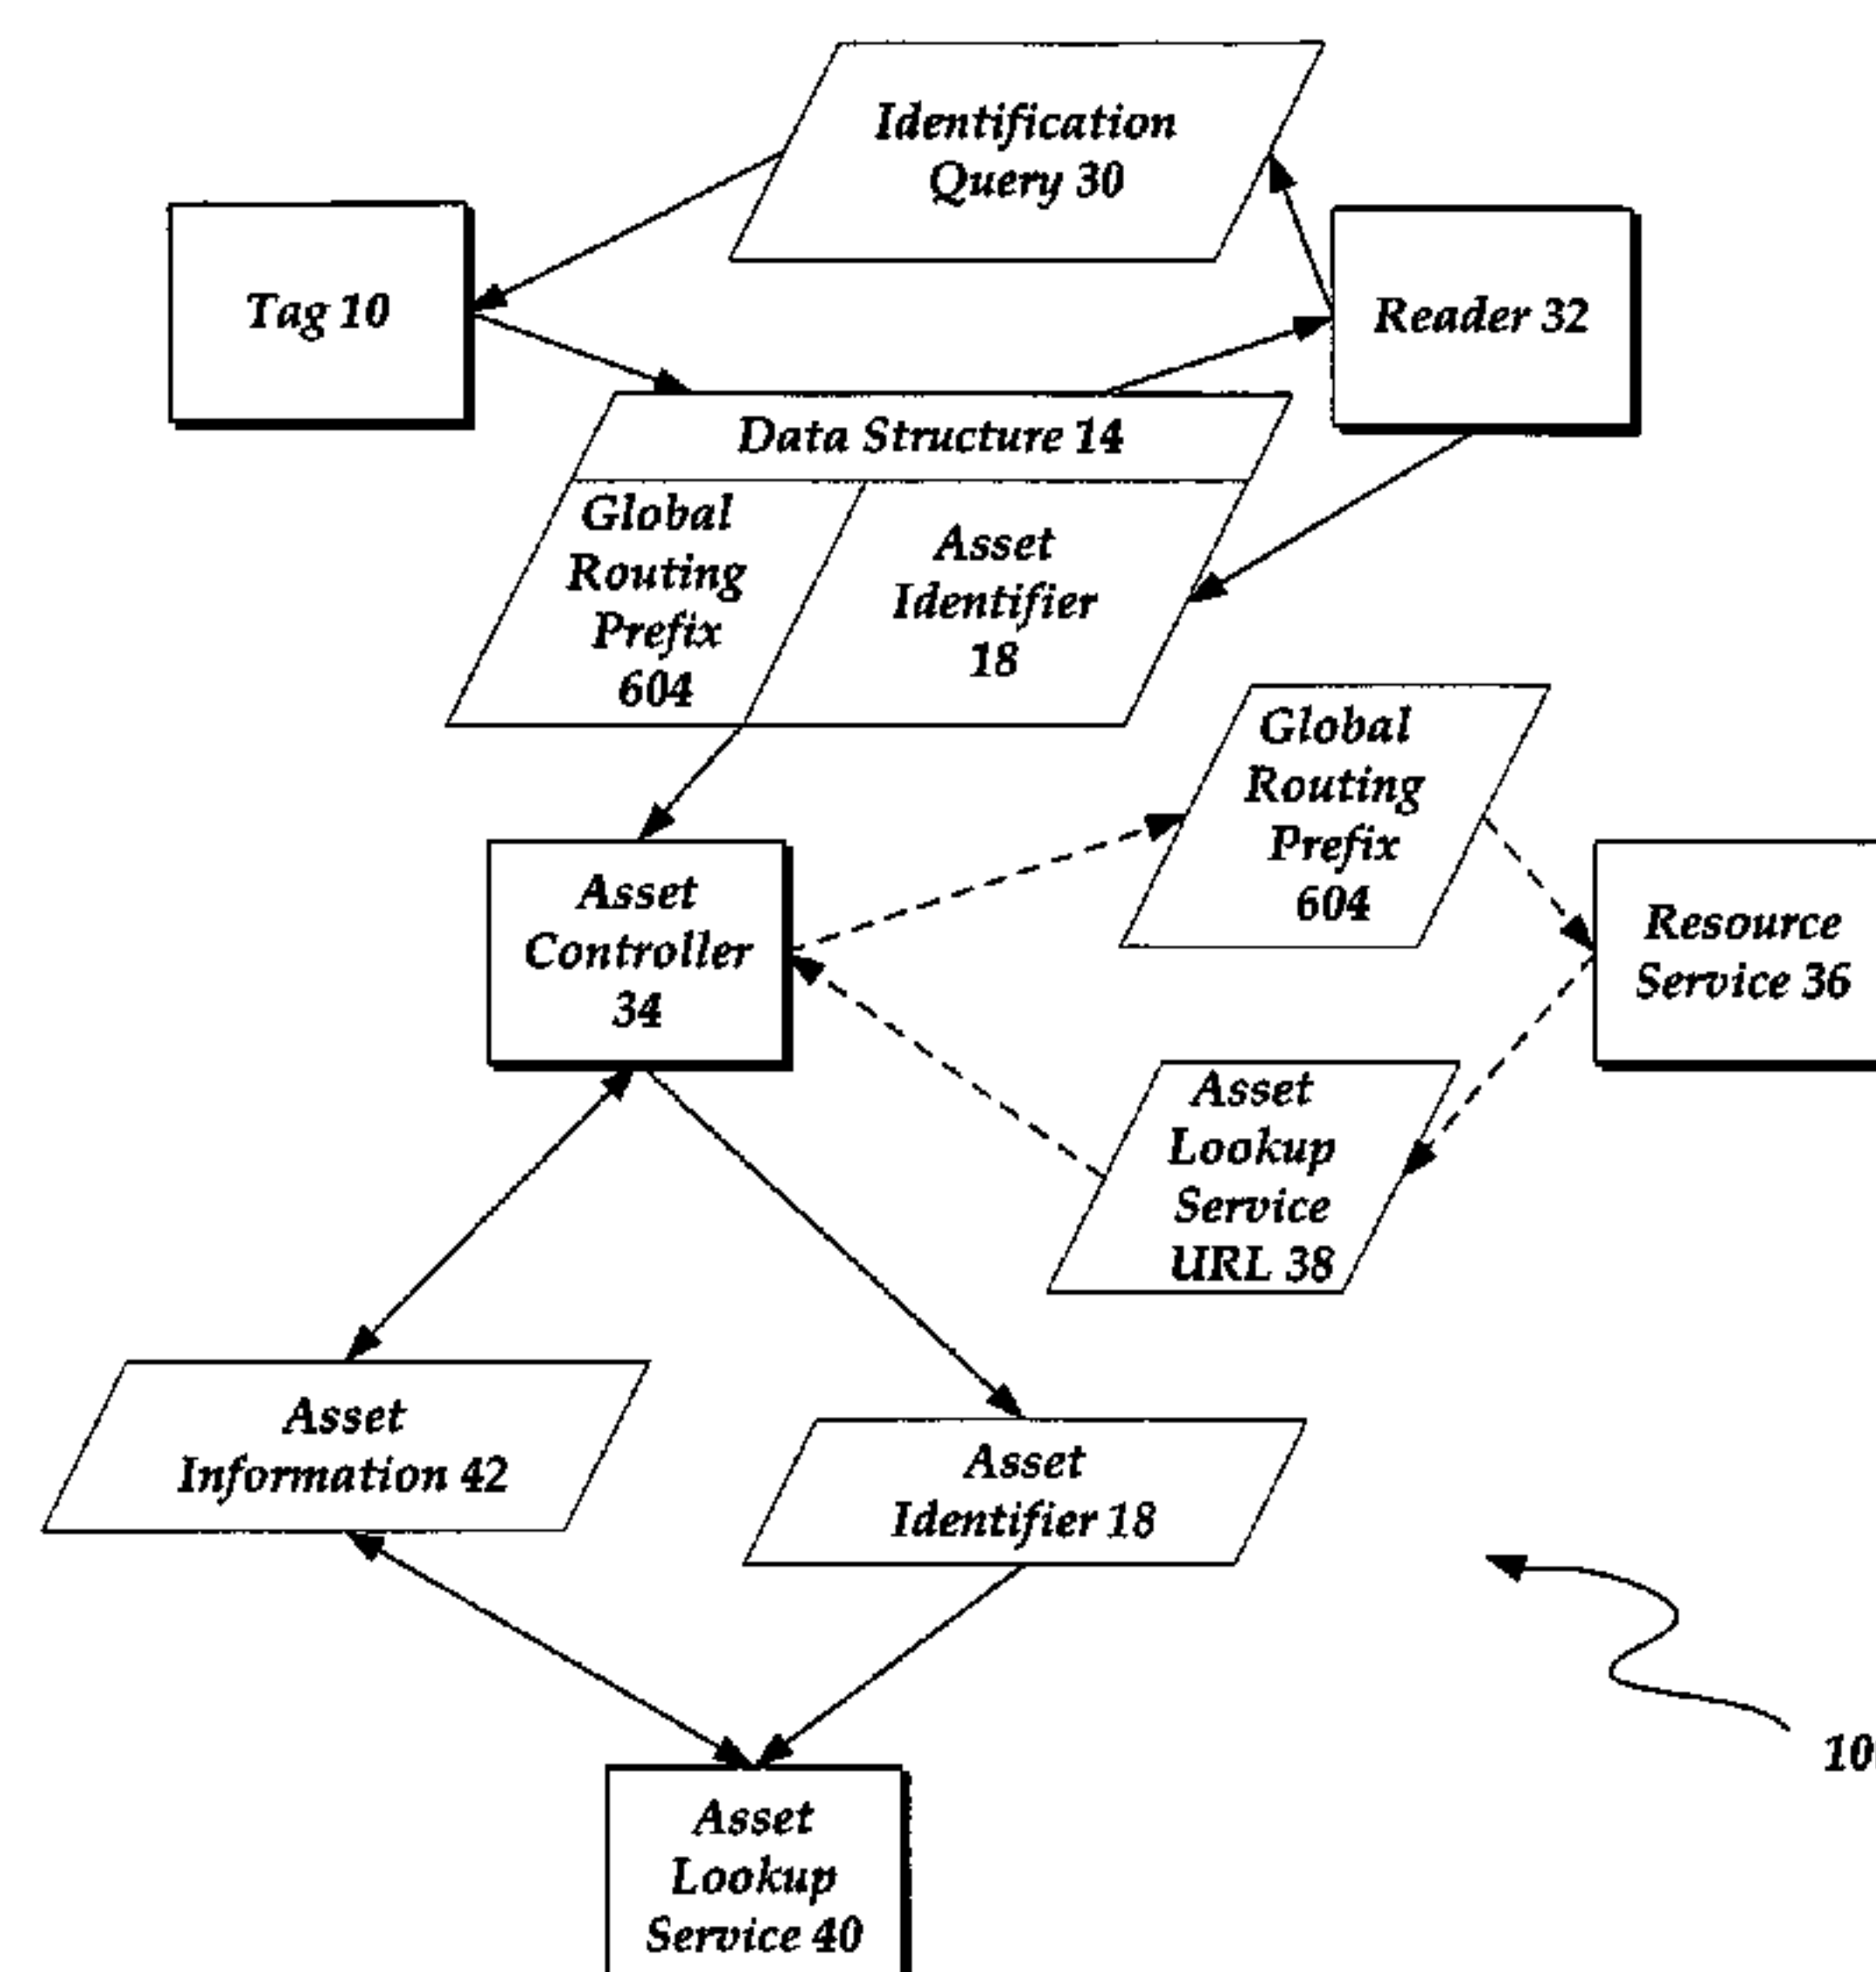 Identification
Query 30
Tag 10
Reader 32
Data Structure 14
Global
Routing
Prefix
604
Asset
Identifier
18
Global
Routing
Prefix
604
Asset
Controller
34
Resource
Service 36
Asset
Lookup
Service
URL 38
Asset
Information 42
Asset
Identifier 18
10
Asset
Lookup
Service 40